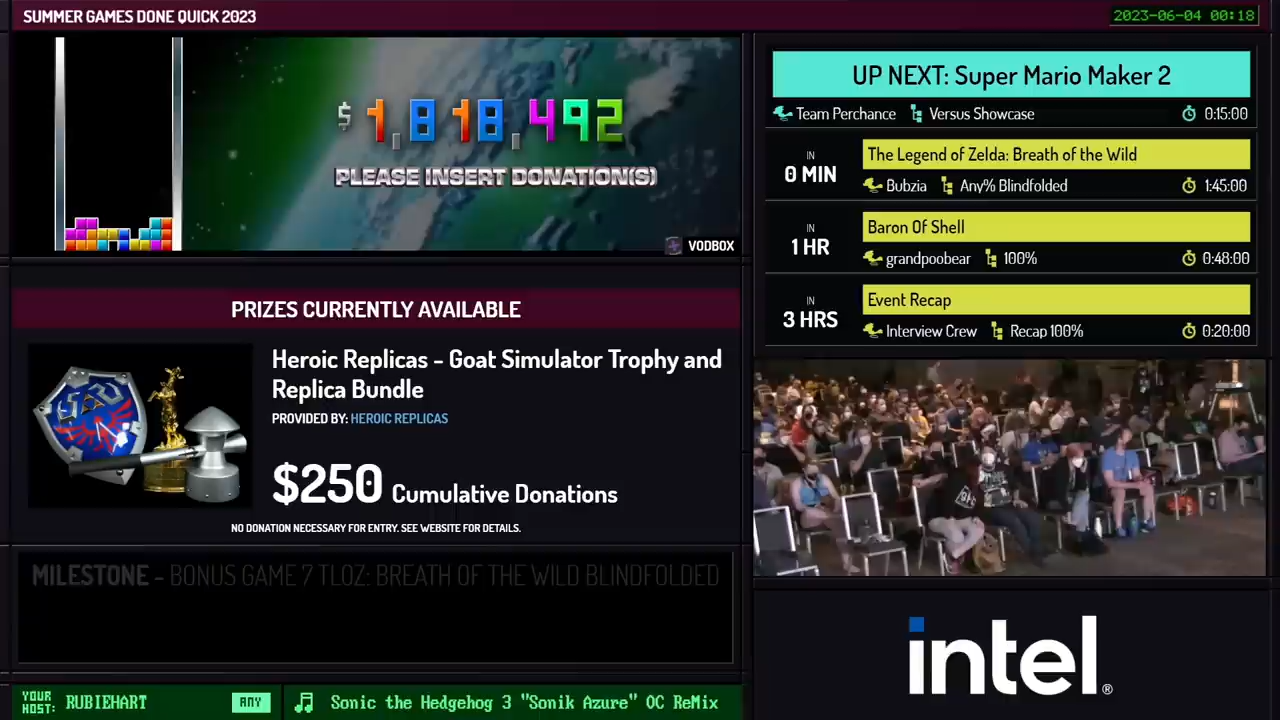 SUMMER GAMES DONE QUICK 2023
2023-06-04 00:18
$1,818,492
PLEASE INSERT DONATION(S)
VODBOX
PRIZES CURRENTLY AVAILABLE
Heroic Replicas - Goat Simulator Trophy and
Replica Bundle
PROVIDED BY: HEROIC REPLICAS
$250 Cumulative Donations
NO DONATION NECESSARY FOR ENTRY. SEE WEBSITE FOR DETAILS.
MILESTONE - BONUS GAME 7 TLOZ: BREATH OF THE WILD BLINDFOLDED
UP NEXT: Super Mario Maker 2
Team Perchance Versus Showcase 0:15:00
IN
0 MIN
The Legend of Zelda: Breath of the Wild
Bubzia Any% Blindfolded 1:45:00
IN
1 HR
Baron Of Shell
grandpoobear 100% 0:48:00
IN
3 HRS
Event Recap
Interview Crew Recap 100% 0:20:00
intel®
YOUR
HOST: RUBIEHART ANY
Sonic the Hedgehog 3 "Sonik Azure" OC ReMix